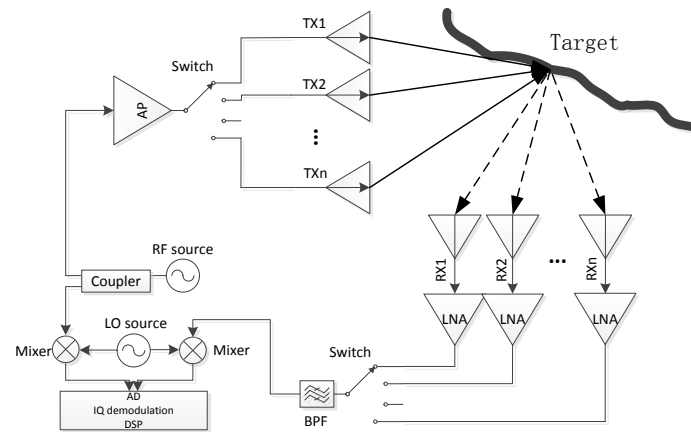 TX1
Target
Switch
TX2
AP
...
TXn
RF source
Coupler
RX1
RX2
...
RXn
LO source
LNA
LNA
LNA
Mixer
Mixer
Switch
AD
IQ demodulation
DSP
BPF